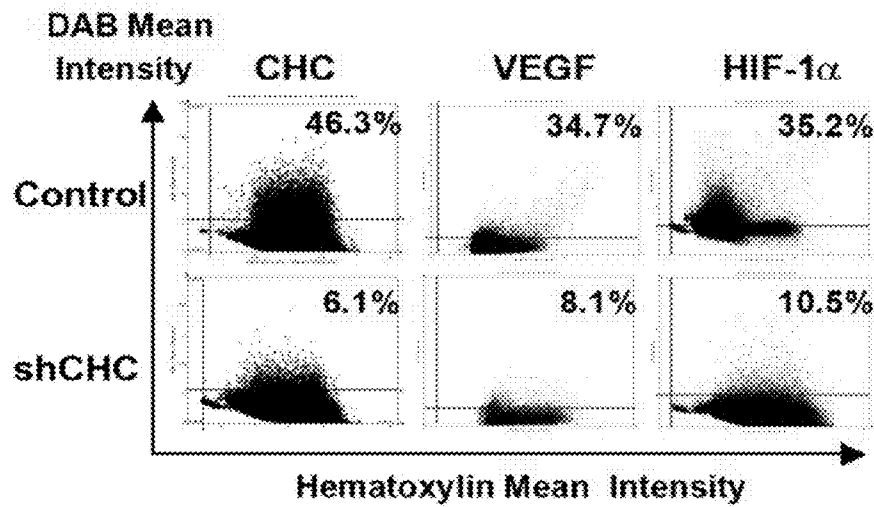 DAB Mean
Intensity CHC VEGF HIF-1α
46.3% 34.7% 35.2%
Control
6.1% 8.1% 10.5%
shCHC
Hematoxylin Mean Intensity